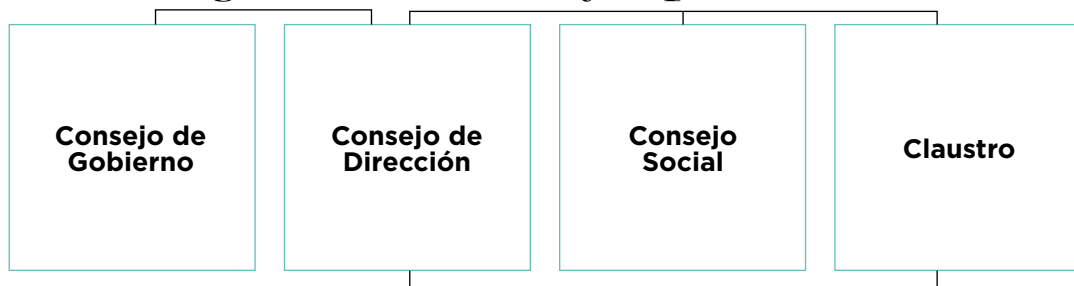 Consejo de
Gobierno
Consejo de
Dirección
Consejo
Social
Claustro